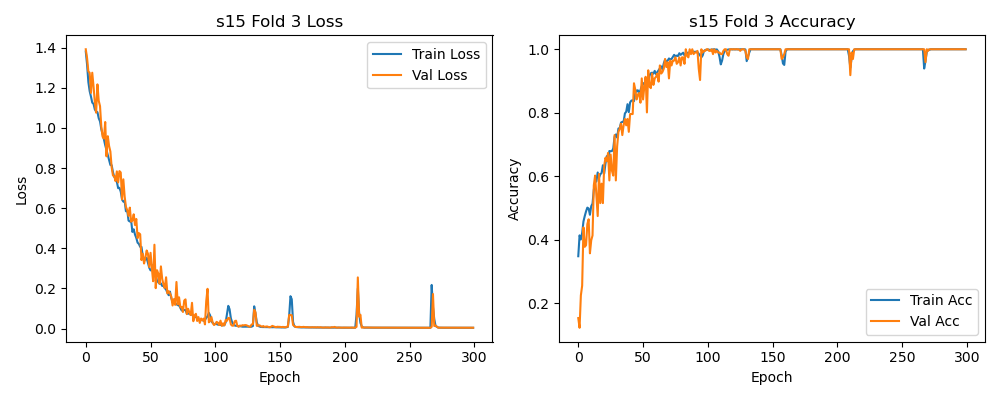 s15 Fold 3 Loss
Loss
1.4
1.2
1.0
0.8
0.6
0.4
0.2
0.0
Train Loss
Val Loss
0 50 100 150 200 250 300
Epoch
s15 Fold 3 Accuracy
Accuracy
1.0
0.8
0.6
0.4
0.2
Train Acc
Val Acc
0 50 100 150 200 250 300
Epoch